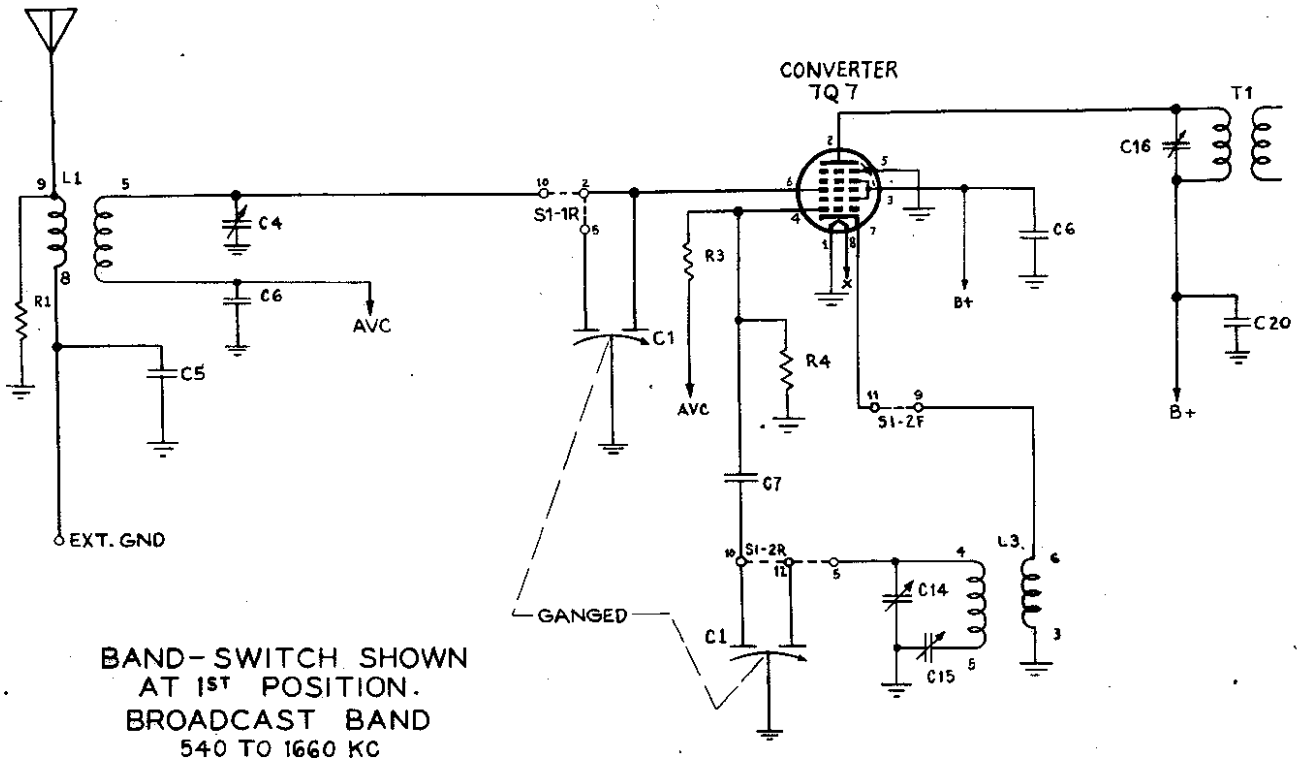 CONVERTER
7Q7
T1
2
5
C16
9
L1
5
10
2
6
3
C4
S1-1R
4
5
1
8
7
C6
R3
8
X
R1
C6
B+
AVC
C1
C20
C5
R4
AVC
11
9
B+
S1-2F
C7
EXT. GND
10
S1-2R
12
5
4
L3
6
C14
GANGED
C1
3
C15
5
BAND-SWITCH SHOWN
AT 1ST POSITION.
BROADCAST BAND
540 TO 1660 KC